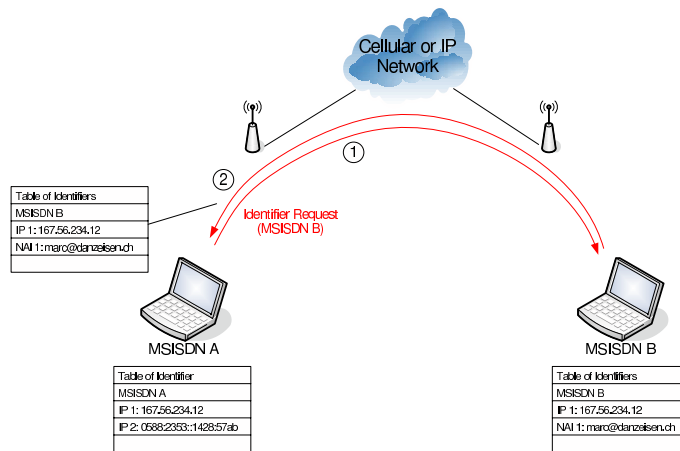 Cellular or IP
Network
1
2
Identifier Request
(MSISDN B)
Table of Identifiers
MSISDN B
IP 1: 167.56.234.12
NAI 1: marc@danzeisen.ch
MSISDN A
Table of Identifier
MSISDN A
IP 1: 167.56.234.12
IP 2: 0588:2353::1428:57ab
MSISDN B
Table of Identifiers
MSISDN B
IP 1: 167.56.234.12
NAI 1: marc@danzeisen.ch